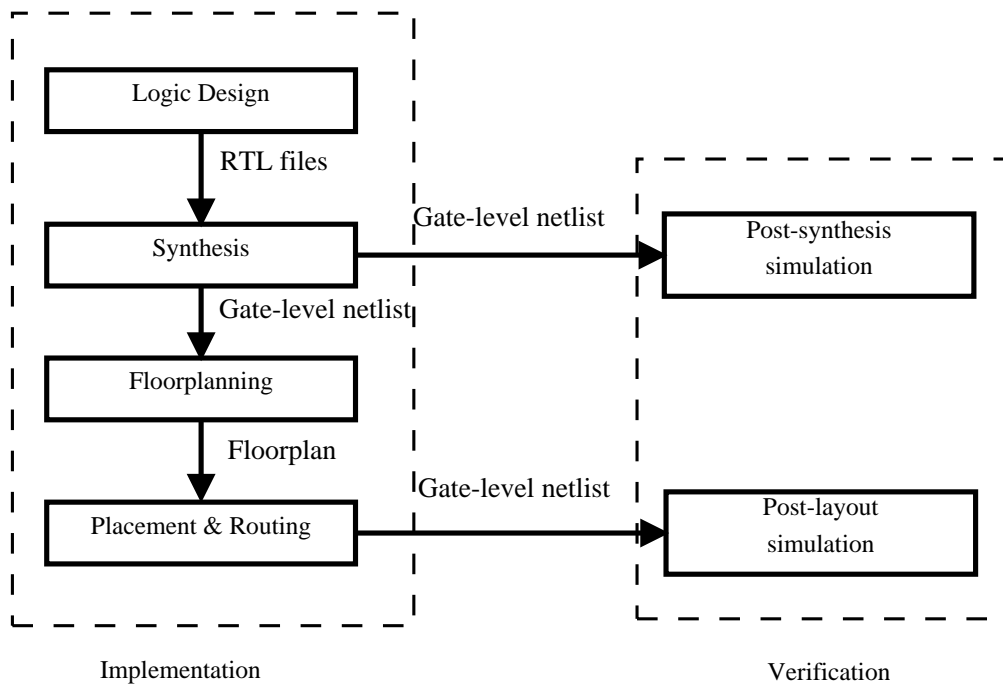 Logic Design
RTL files
Synthesis
Gate-level netlist
Post-synthesis
simulation
Gate-level netlist
Floorplanning
Floorplan
Placement & Routing
Gate-level netlist
Post-layout
simulation
Implementation
Verification